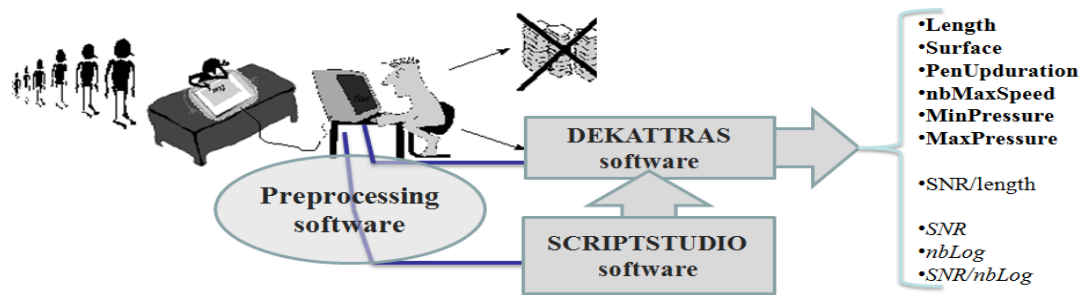 •Length
•Surface
•PenUpduration
•nbMaxSpeed
•MinPressure
•MaxPressure
•SNR/length
•SNR
•nbLog
•SNR/nbLog
DEKATTRAS
software
Preprocessing
software
SCRIPTSTUDIO
software